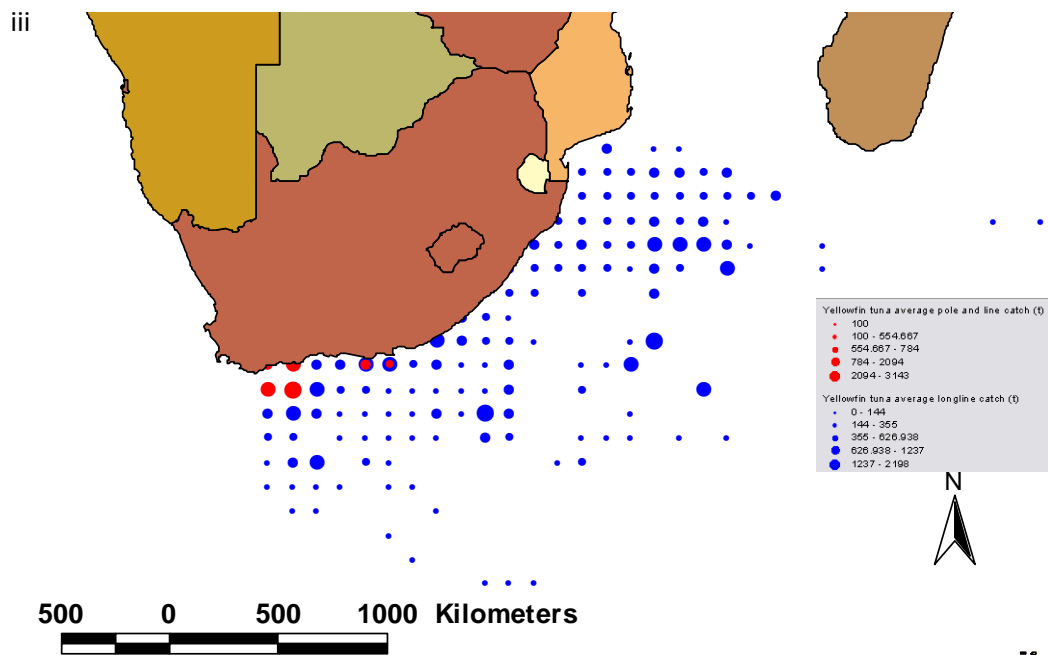 iii
Yellowfin tuna average pole and line catch (t)
100
100 - 554.667
554.667 - 784
784 - 2094
2094 - 3143
Yellowfin tuna average longline catch (t)
0 - 144
144 - 355
355 - 626.938
626.938 - 1237
1237 - 2198
N
500 0 500 1000 Kilometers